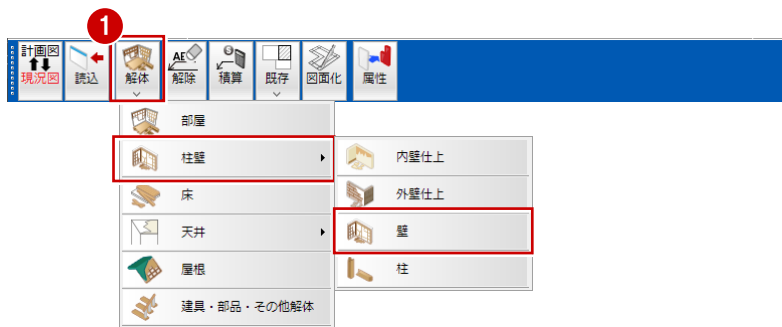 1
計画図
現況図
読込
解体
AE
解除
積算
既存
図面化
属性
部屋
柱壁
内壁仕上
外壁仕上
床
壁
天井
柱
屋根
建具・部品・その他解体